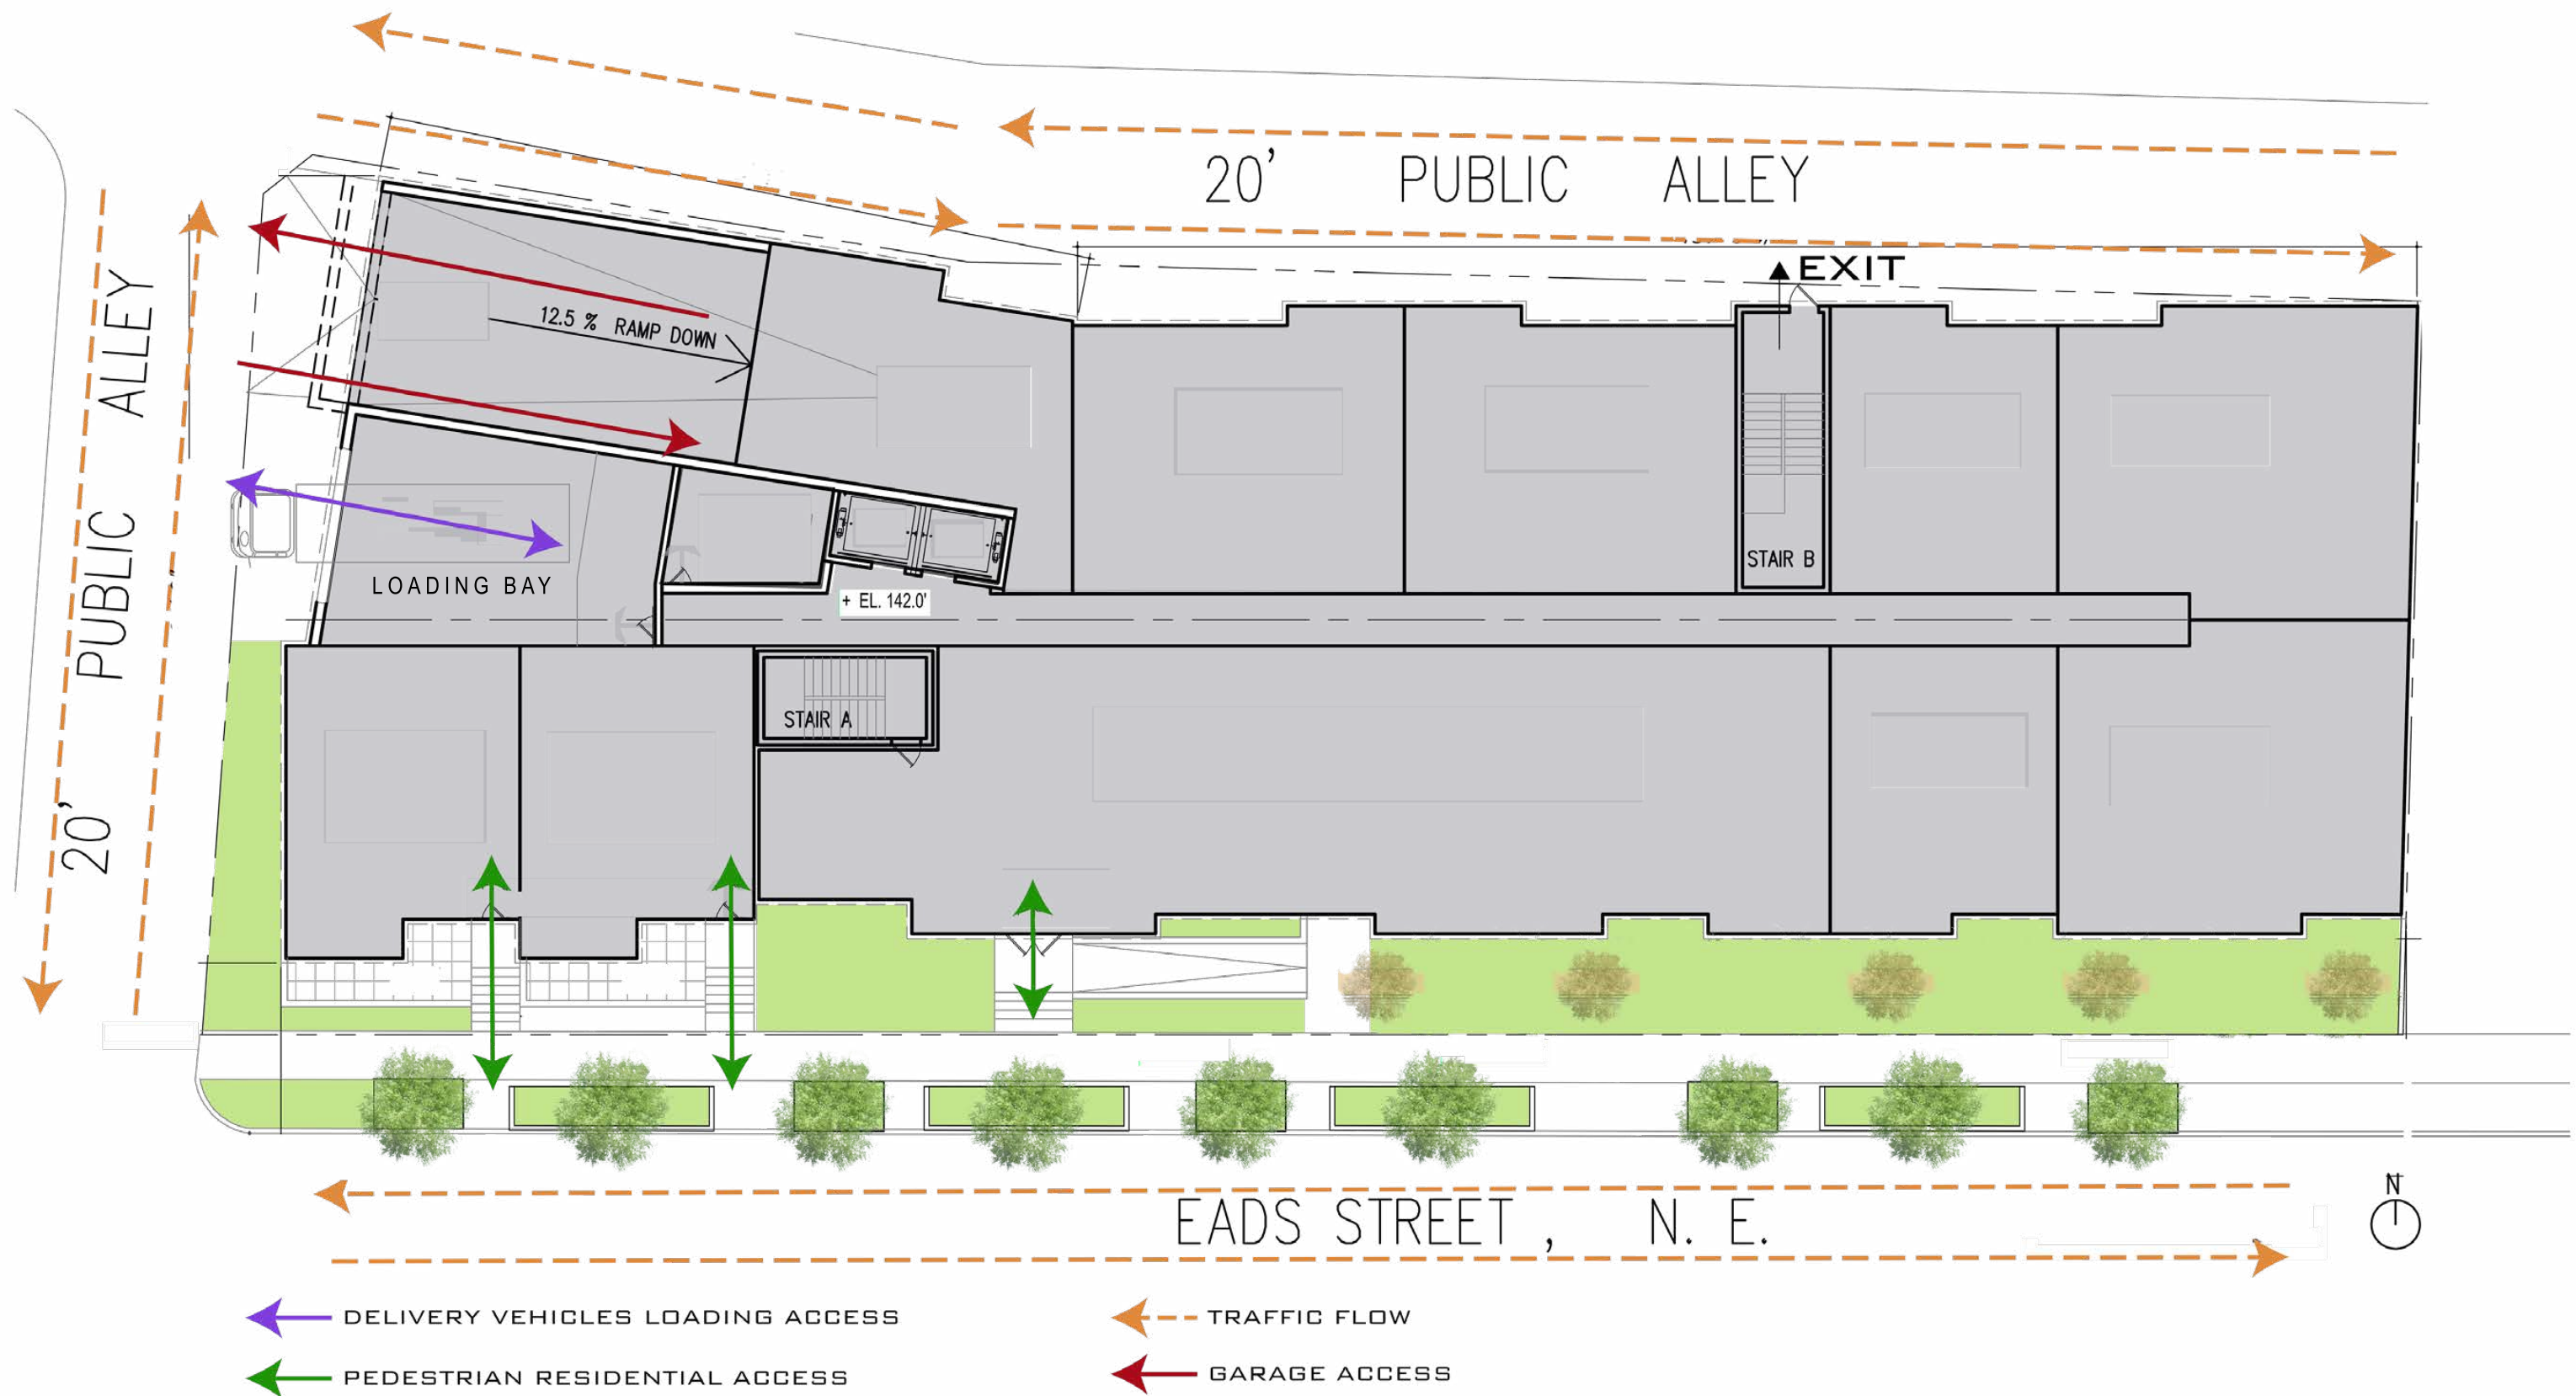 20' PUBLIC ALLEY
EXIT
12.5 % RAMP DOWN
20' PUBLIC ALLEY
LOADING BAY
STAIR B
+ EL. 142.0'
STAIR A
EADS STREET , N. E.
N
DELIVERY VEHICLES LOADING ACCESS
TRAFFIC FLOW
PEDESTRIAN RESIDENTIAL ACCESS
GARAGE ACCESS